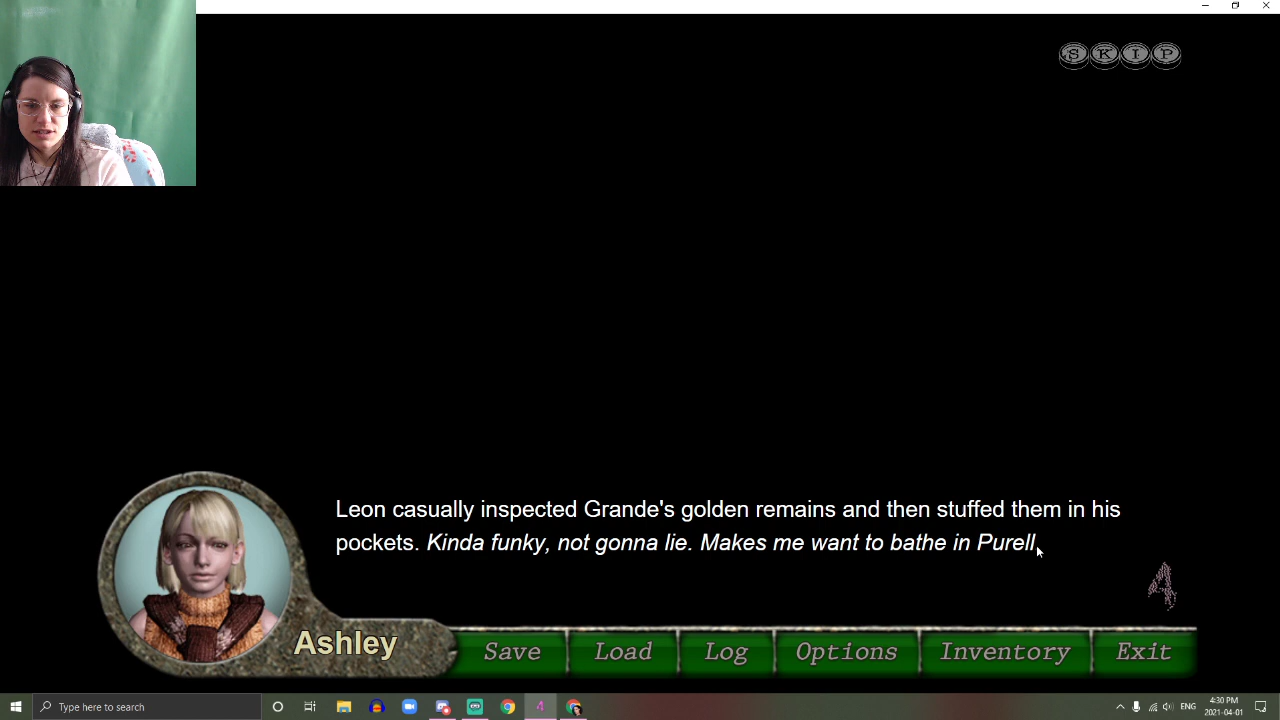 SKIP
Leon casually inspected Grande's golden remains and then stuffed them in his
pockets. Kinda funky, not gonna lie. Makes me want to bathe in Purell.
Ashley
Save Load Log Options Inventory Exit
Type here to search
ENG
4:30 PM
2021-04-01